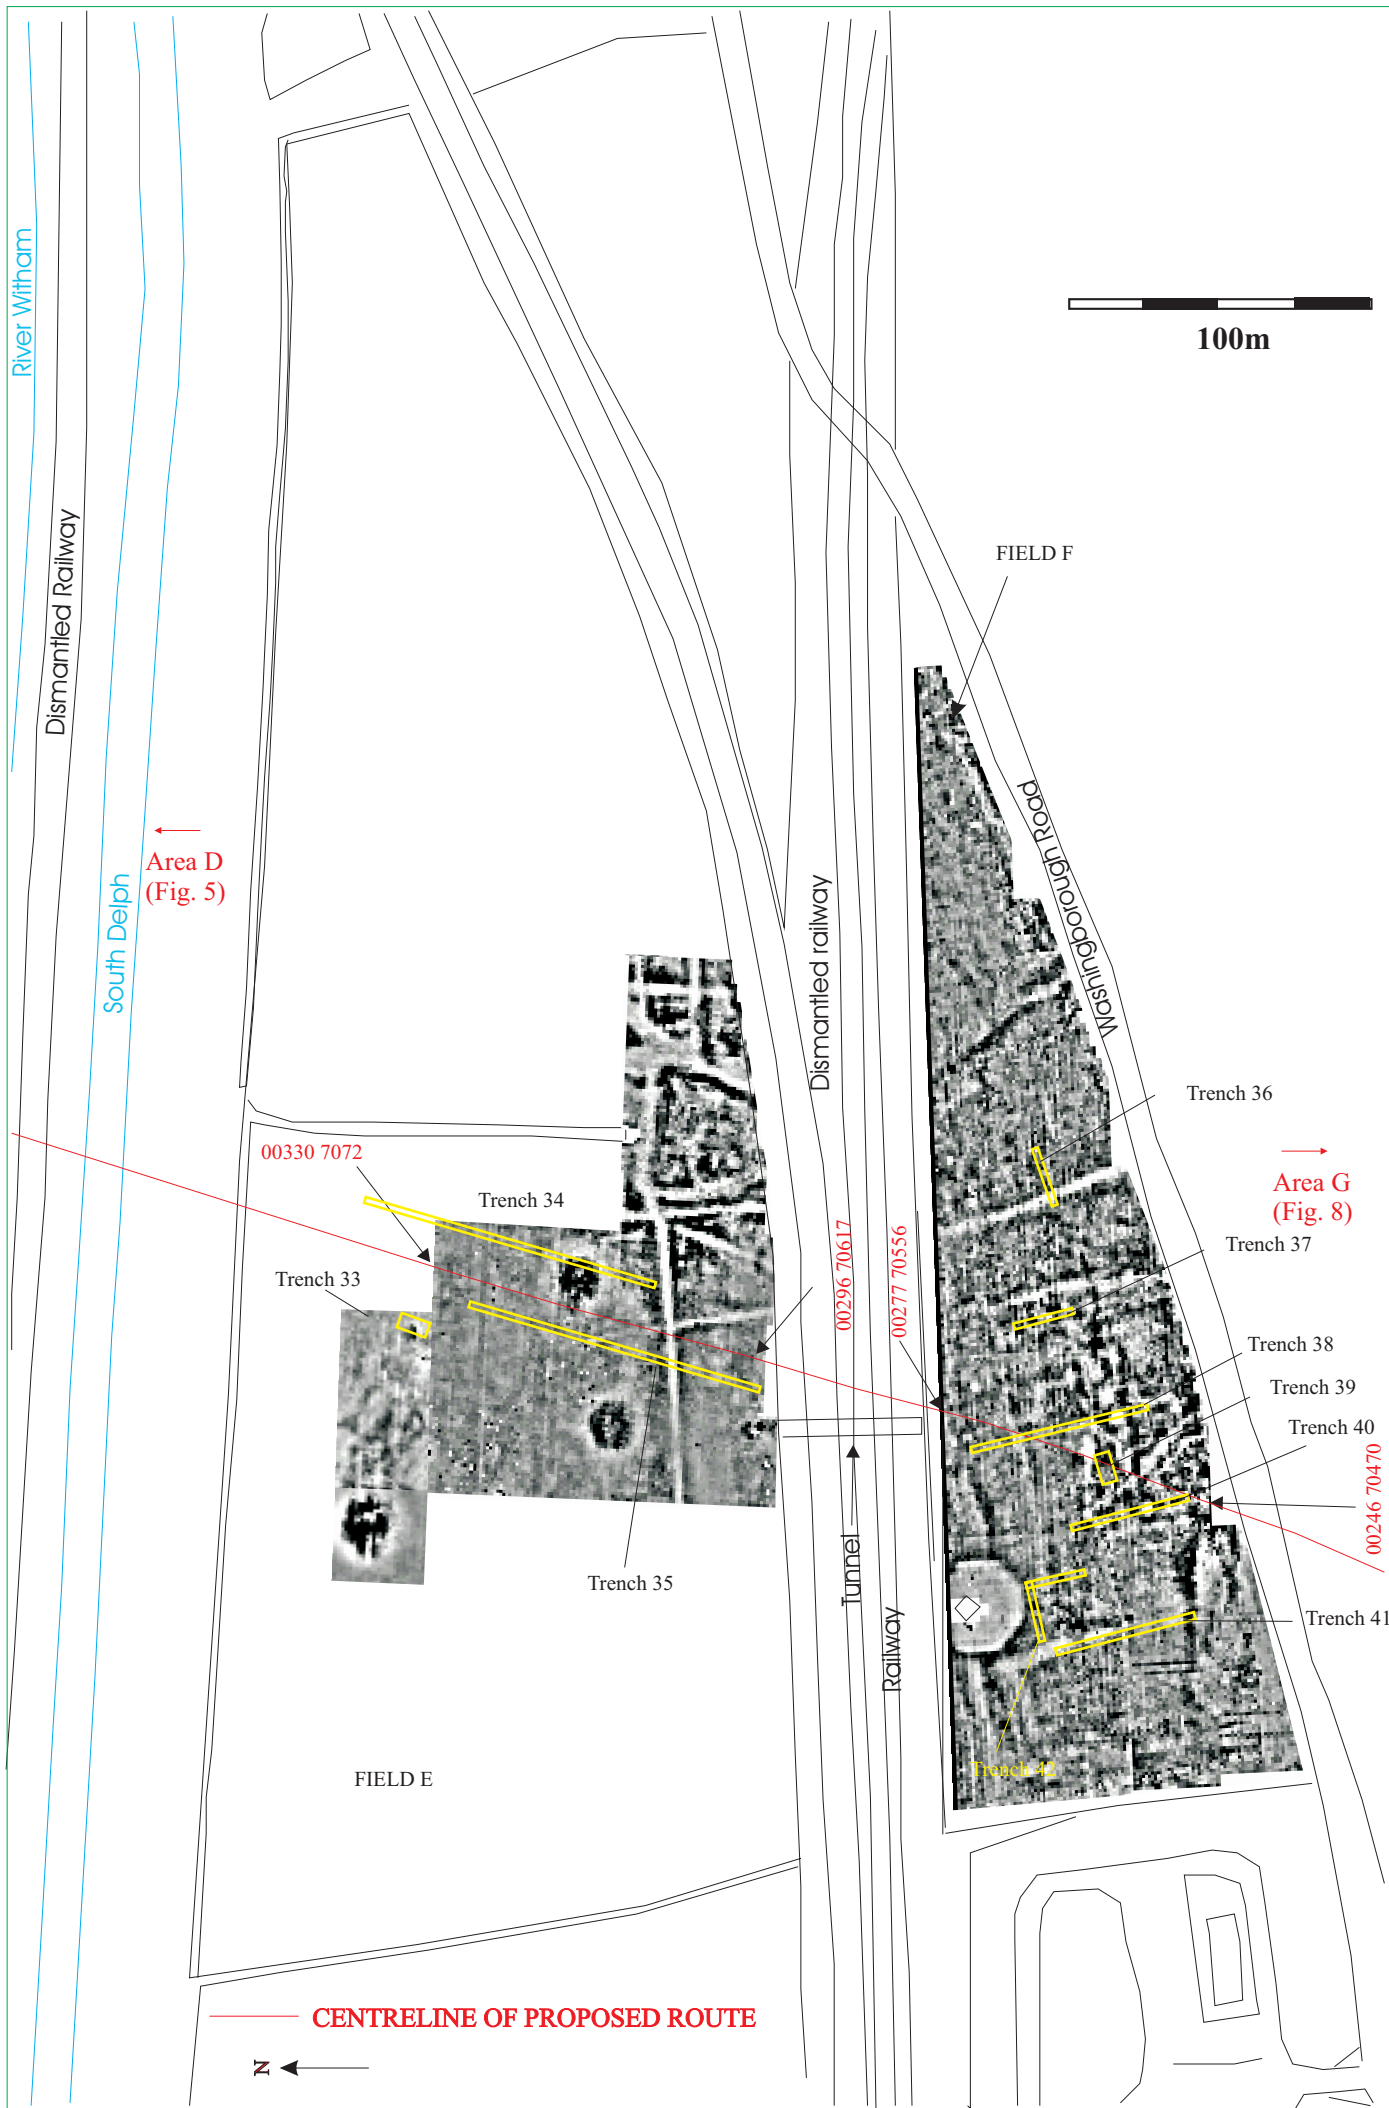 River Witham
100m
Dismantled Railway
FIELD F
Area D
(Fig. 5)
South Delph
Washingborough Road
Dismantled railway
Trench 36
00330 7072
Trench 34
Area G
(Fig. 8)
00296 70617
00277 70556
Trench 37
Trench 33
Trench 38
Trench 39
Trench 40
00246 70470
Tunnel
Trench 35
Railway
Trench 41
Trench 42
FIELD E
CENTRELINE OF PROPOSED ROUTE
N